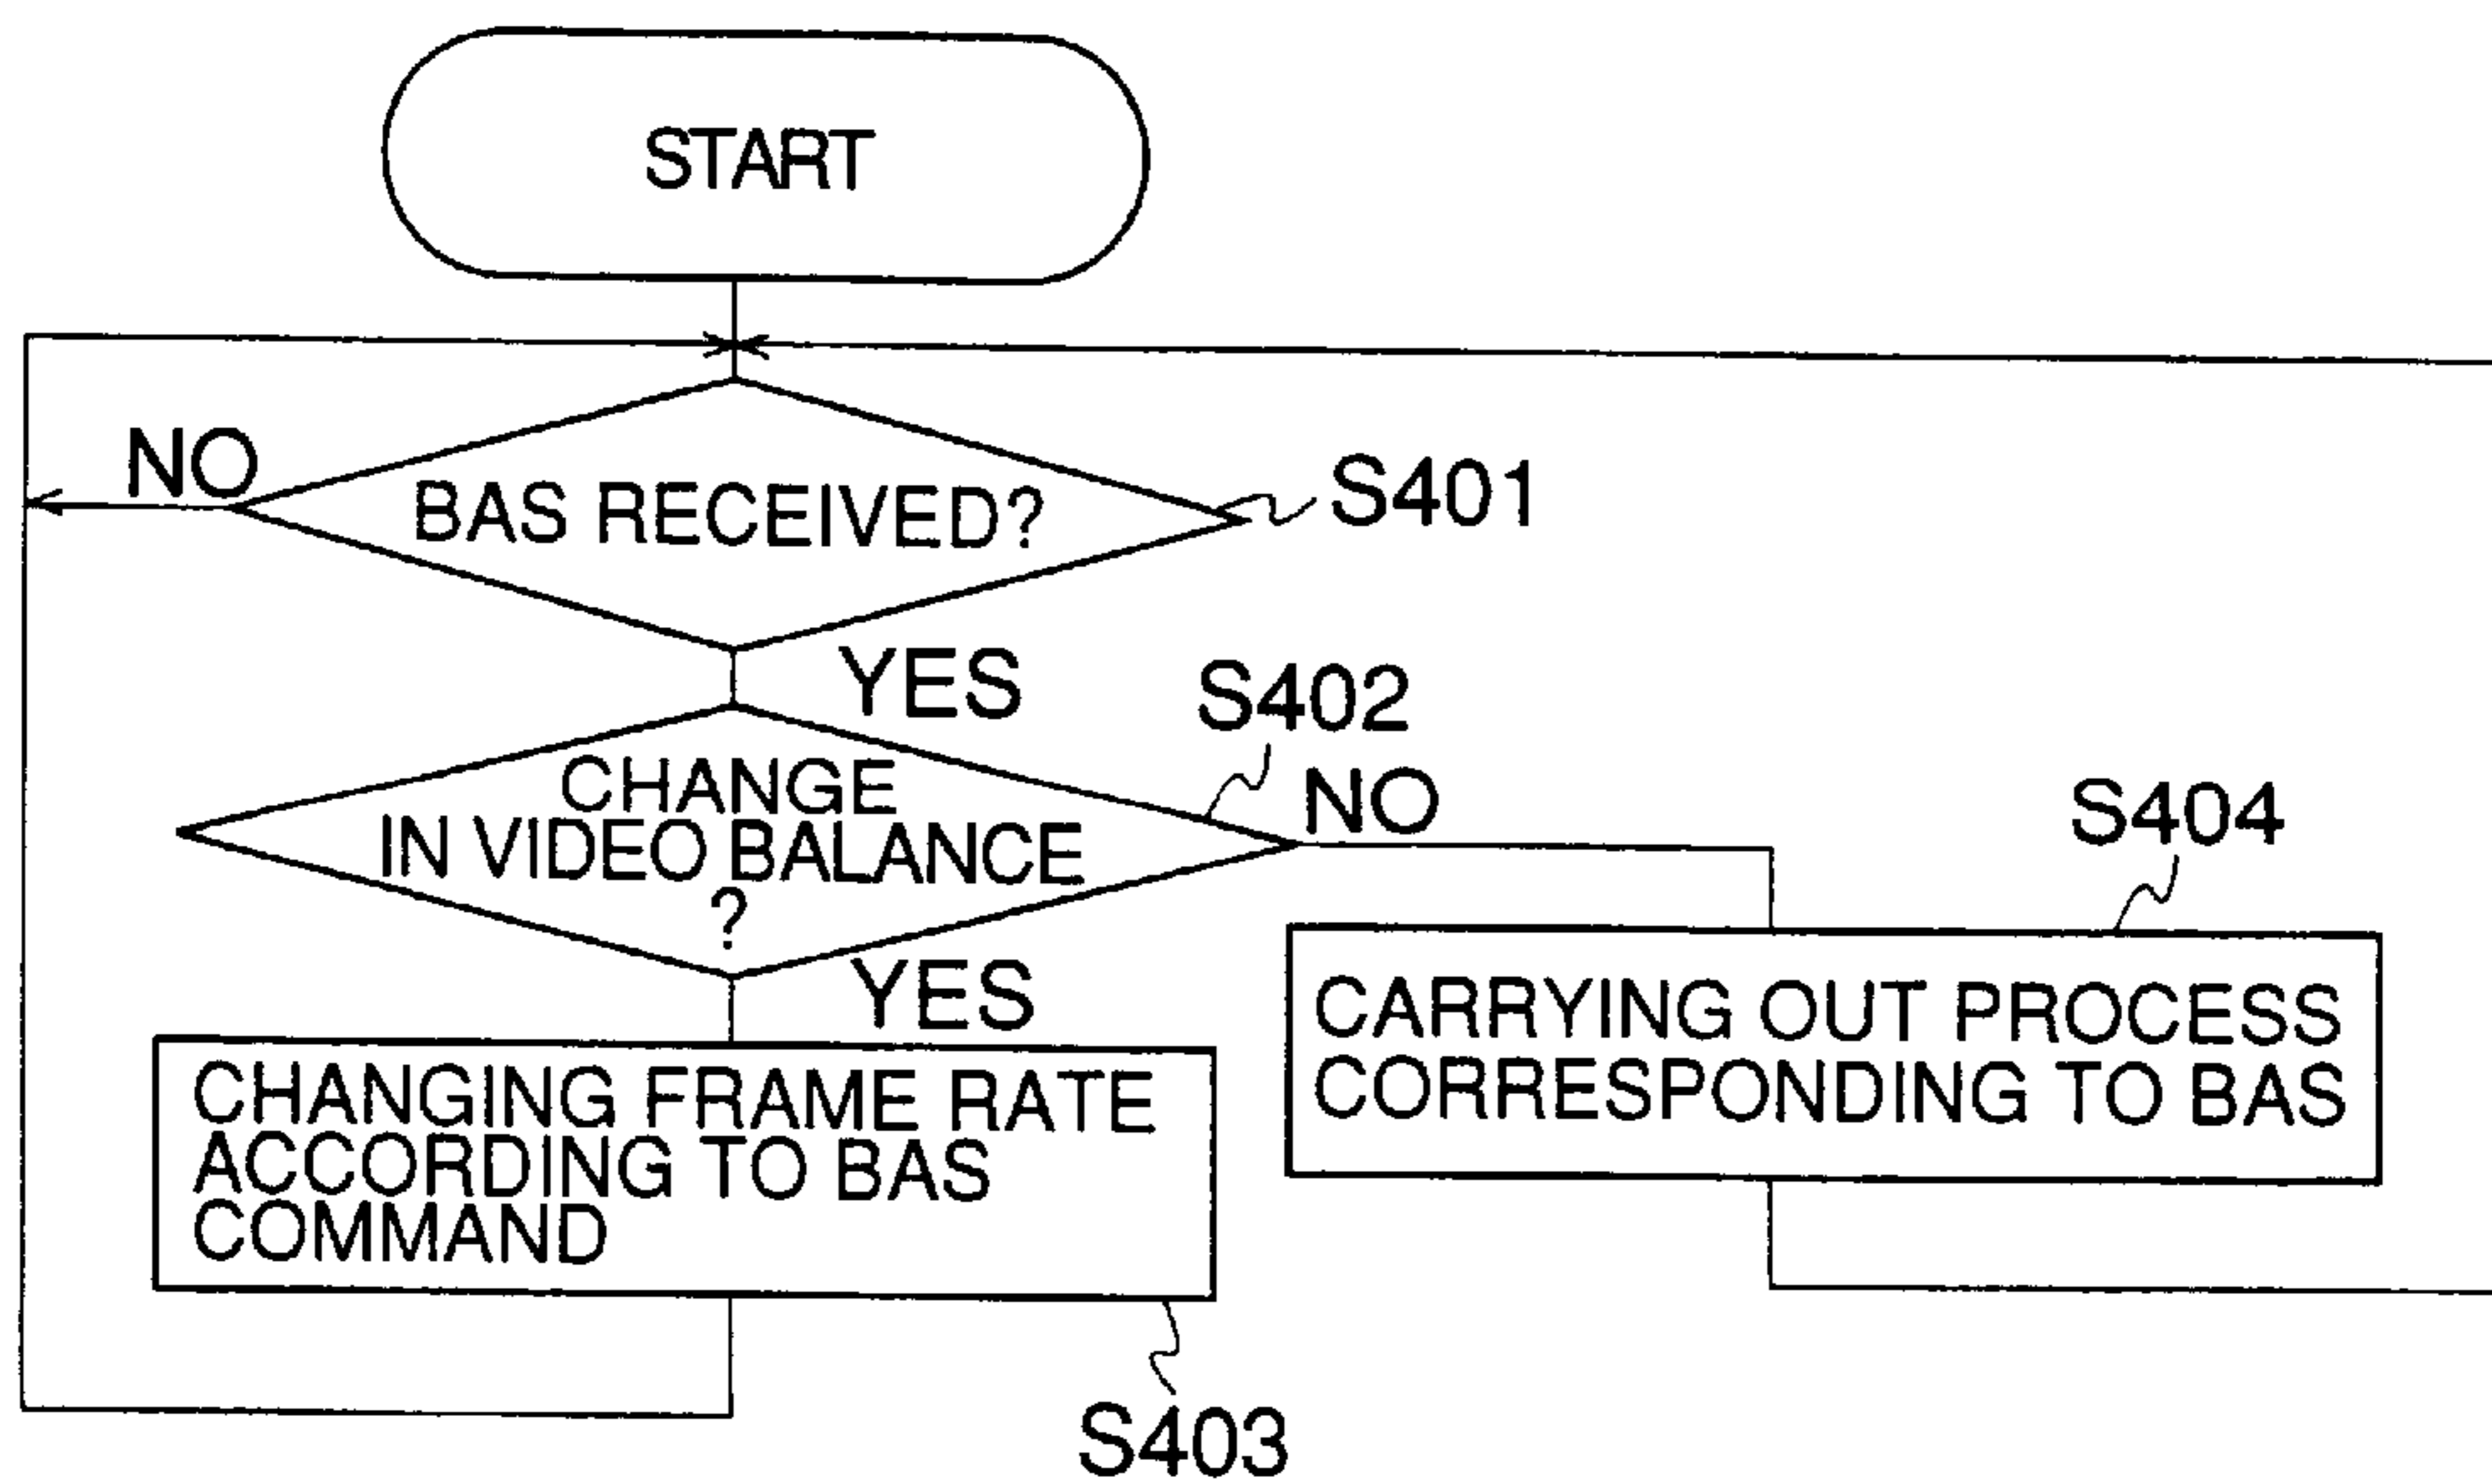 START
NO
BAS RECEIVED?
S401
YES
S402
CHANGE
IN VIDEO BALANCE
?
NO
S404
YES
CARRYING OUT PROCESS
CORRESPONDING TO BAS
CHANGING FRAME RATE
ACCORDING TO BAS
COMMAND
S403